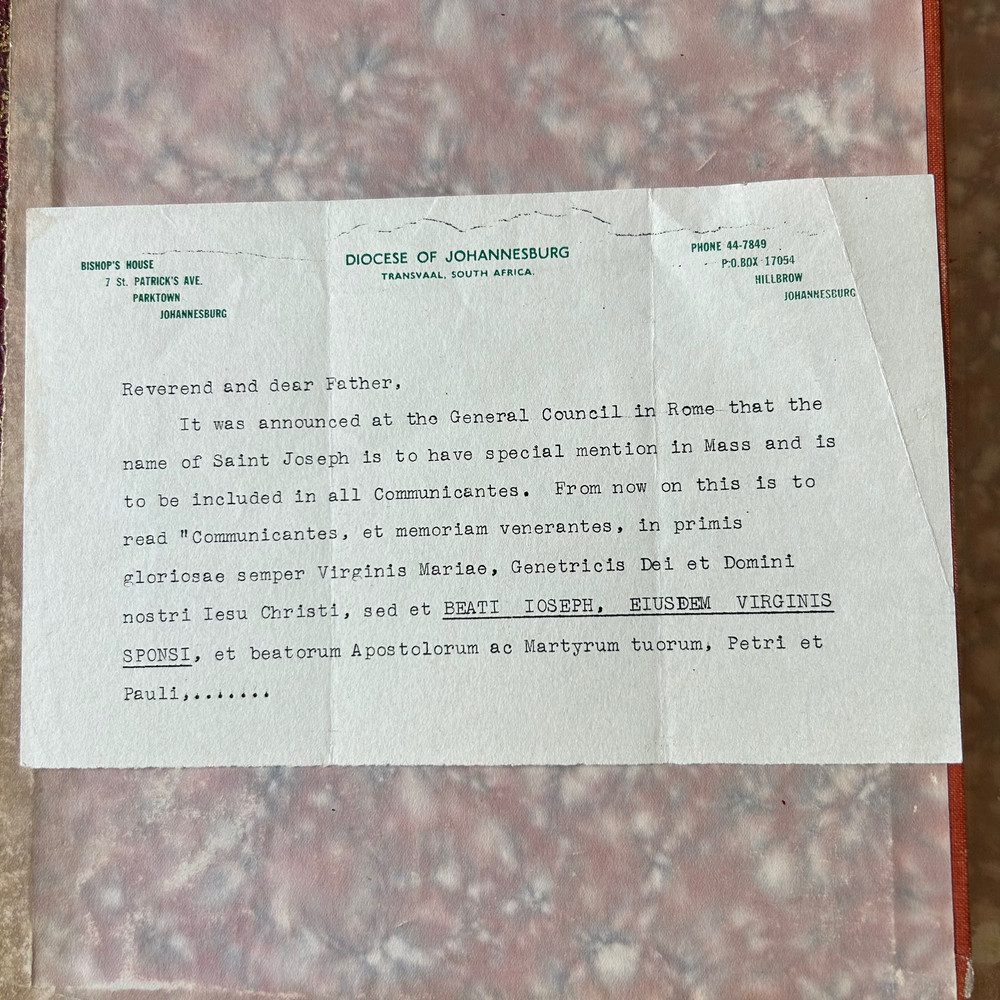 BISHOP'S HOUSE
7 St. PATRICK'S AVE.
PARKTOWN
JOHANNESBURG
DIOCESE OF JOHANNESBURG
TRANSVAAL, SOUTH AFRICA.
PHONE 44-7849
P.O.BOX 17054
HILLBROW
JOHANNESBURG
Reverend and dear Father,
It was announced at the General Council in Rome that the
name of Saint Joseph is to have special mention in Mass and is
to be included in all Communicantes. From now on this is to
read "Communicantes, et memoriam venerantes, in primis
gloriosae semper Virginis Mariae, Genetricis Dei et Domini
nostri Iesu Christi, sed et BEATI IOSEPH, EIUSDEM VIRGINIS
SPONSI, et beatorum Apostolorum ac Martyrum tuorum, Petri et
Pauli,.......